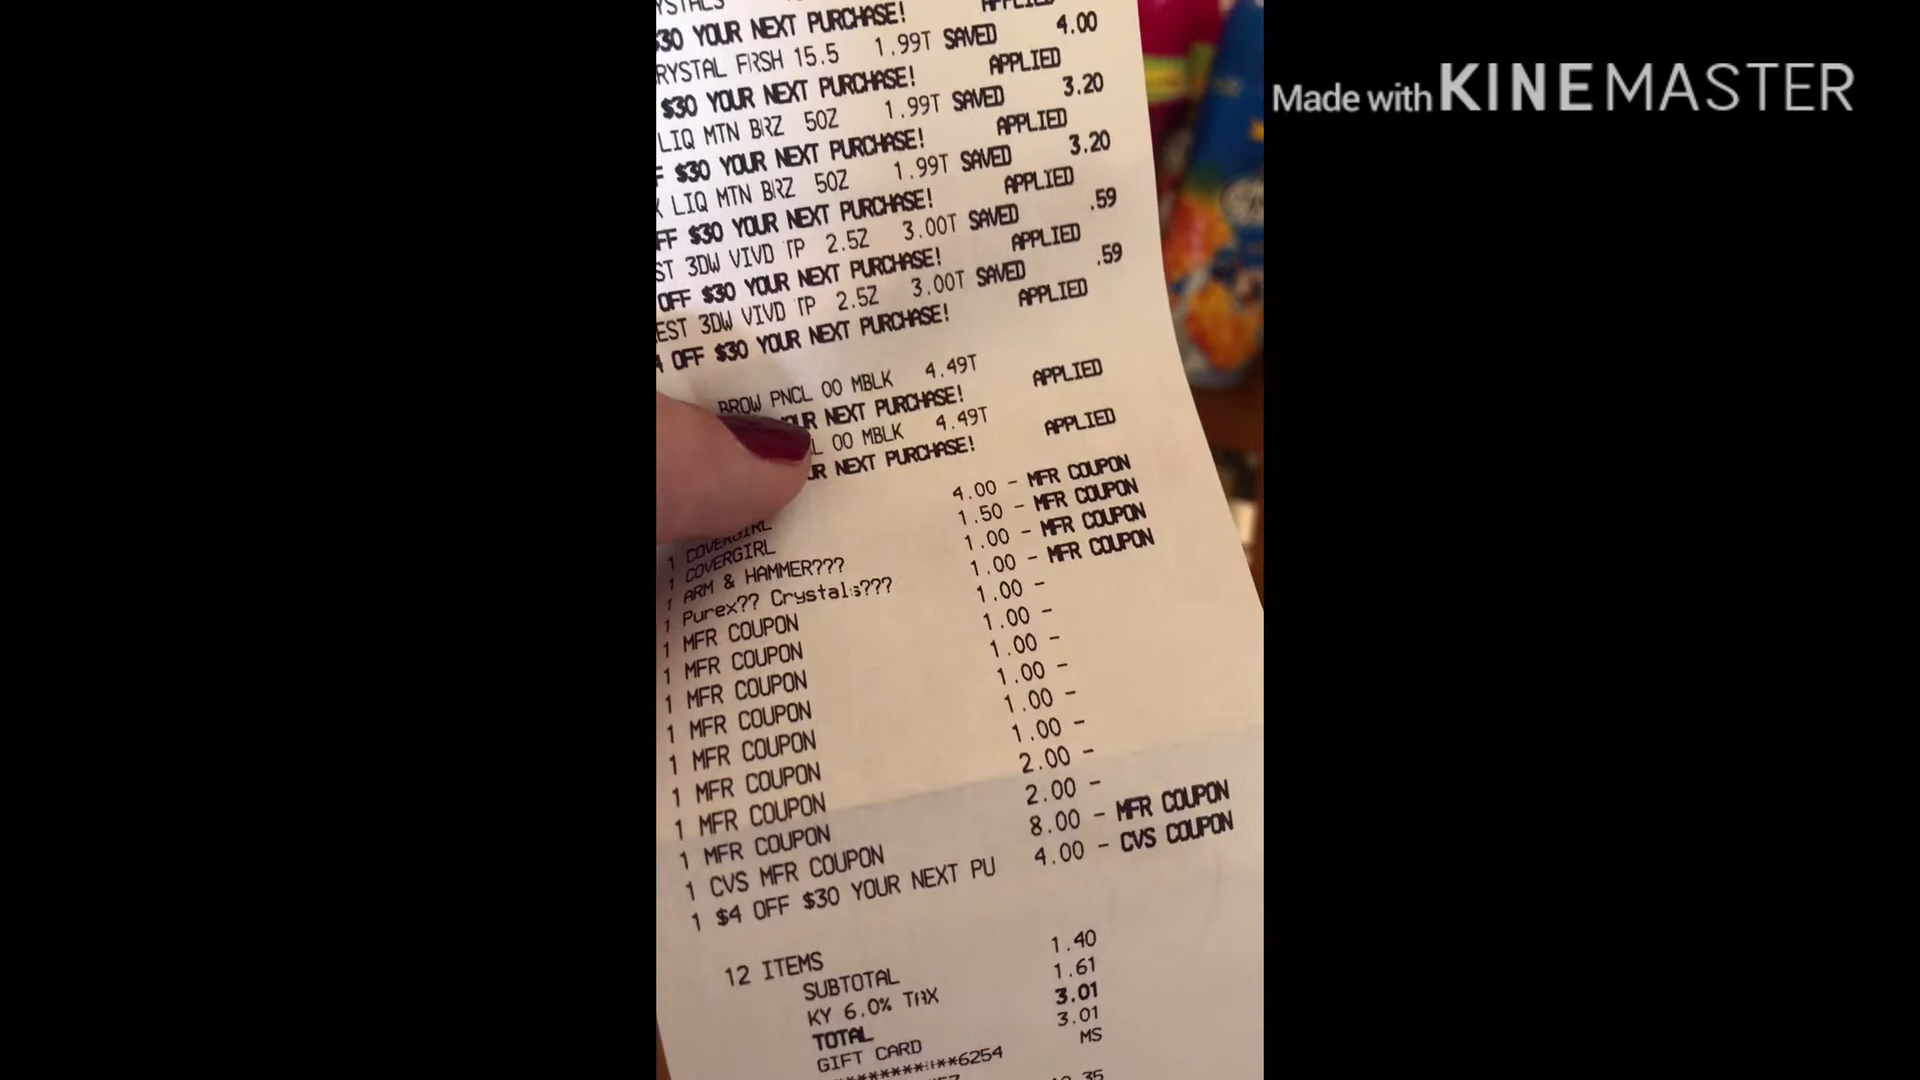 YSTALS
$30 YOUR NEXT PURCHASE! APPLIED
RYSTAL FRSH 15.5 1.99T SAVED 4.00
$30 YOUR NEXT PURCHASE! APPLIED
LIQ MTN BRZ 50Z 1.99T SAVED 3.20
$30 YOUR NEXT PURCHASE! APPLIED
LIQ MTN BRZ 50Z 1.99T SAVED 3.20
FF $30 YOUR NEXT PURCHASE! APPLIED
ST 3DW VIVD TP 2.5Z 3.00T SAVED .59
OFF $30 YOUR NEXT PURCHASE! APPLIED
EST 3DW VIVD TP 2.5Z 3.00T SAVED .59
OFF $30 YOUR NEXT PURCHASE! APPLIED
BROW PNCL 00 MBLK 4.49T
UR NEXT PURCHASE! APPLIED
L 00 MBLK 4.49T
R NEXT PURCHASE! APPLIED
1 COVERGIRL 4.00 - MFR COUPON
1 COVERGIRL 1.50 - MFR COUPON
1 ARM & HAMMER??? 1.00 - MFR COUPON
1 Purex?? Crystals??? 1.00 - MFR COUPON
1 MFR COUPON 1.00 -
1 MFR COUPON 1.00 -
1 MFR COUPON 1.00 -
1 MFR COUPON 1.00 -
1 MFR COUPON 1.00 -
1 MFR COUPON 1.00 -
1 MFR COUPON 2.00 -
1 MFR COUPON 2.00 -
1 CVS MFR COUPON 8.00 - MFR COUPON
1 $4 OFF $30 YOUR NEXT PU 4.00 - CVS COUPON
12 ITEMS
SUBTOTAL 1.40
KY 6.0% TAX 1.61
TOTAL 3.01
GIFT CARD 3.01
6254 MS
Made with KINEMASTER